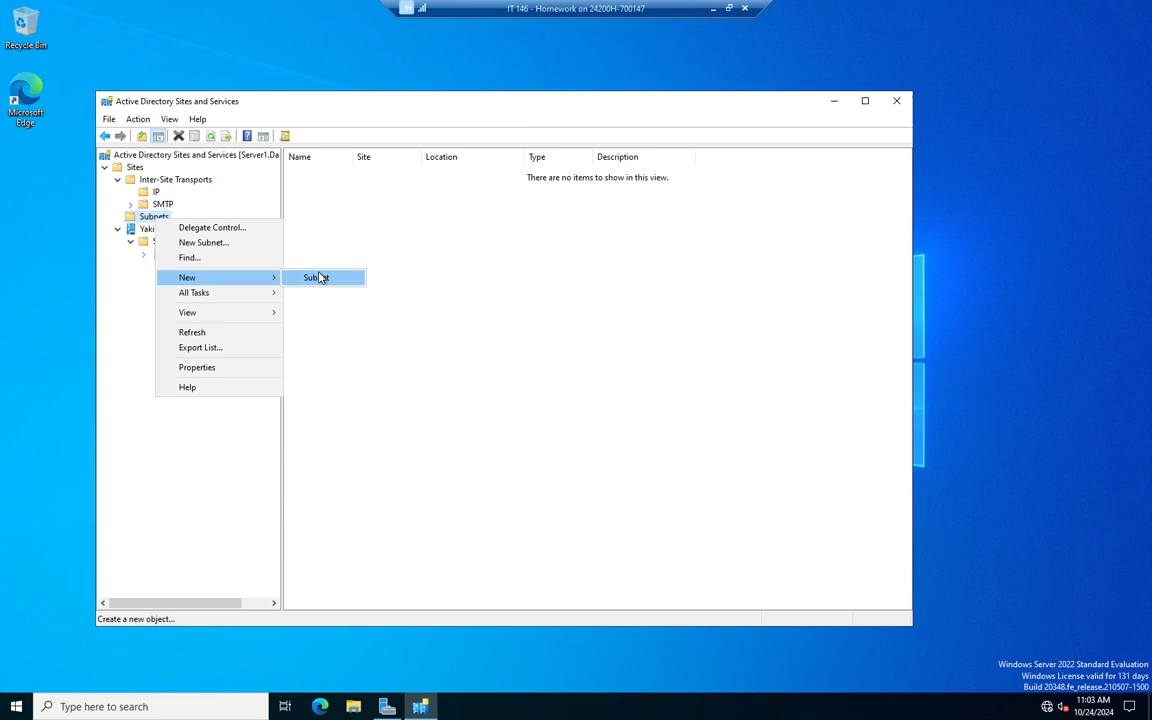 IT 146 - Homework on 24200H-700147
Recycle Bin
Microsoft
Edge
Active Directory Sites and Services
File Action View Help
Active Directory Sites and Services [Server1.Da
Name Site Location Type Description
Sites
There are no items to show in this view.
Inter-Site Transports
IP
SMTP
Subnets
Yaki
S
Delegate Control...
New Subnet...
Find...
New
Subnet
All Tasks
View
Refresh
Export List...
Properties
Help
Create a new object...
Windows Server 2022 Standard Evaluation
Windows License valid for 131 days
Build 20348.fe_release.210507-1500
Type here to search
11:03 AM
10/24/2024